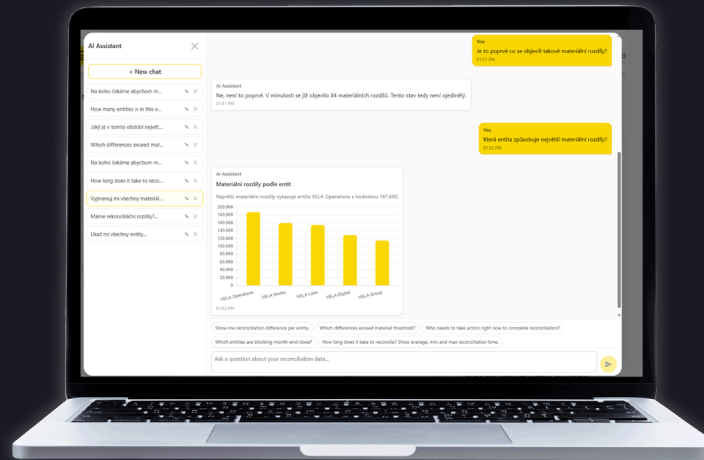 AI Assistant
+ New chat
Na koho čekáme abychom m...
How many entities is in this e...
Jaký je v tomto období největ...
Which differences exceed mat...
Na koho čekáme abychom m...
How long does it take to reco...
Vyjmenuj mi všechny materiál...
Máme rekonciliační rozdíly?...
Ukaž mi všechny entity...
You
Je to poprvé co se objevili takové materiální rozdíly?
01:51 PM
AI Assistant
Ne, není to poprvé. V minulosti se již objevilo 84 materiálních rozdílů. Tento stav tedy není ojedinělý.
01:51 PM
You
Která entita způsobuje největší materiální rozdíly?
01:52 PM
AI Assistant
Materiální rozdíly podle entit
Největší materiální rozdíly vykazuje entita VELA Operations s hodnotou 187.650.
200,000
180,000
160,000
140,000
120,000
100,000
80,000
60,000
40,000
20,000
0
VELA Operations
VELA Works
VELA Labs
VELA Digital
VELA
01:52 PM
Show me reconciliation difference per entity.
Which differences exceed material threshold?
Who needs to take action right now to complete reconciliation?
Which entities are blocking month-end close?
How long does it take to reconcile? Show average, min and max reconciliation time.
Ask a question about your reconciliation data...